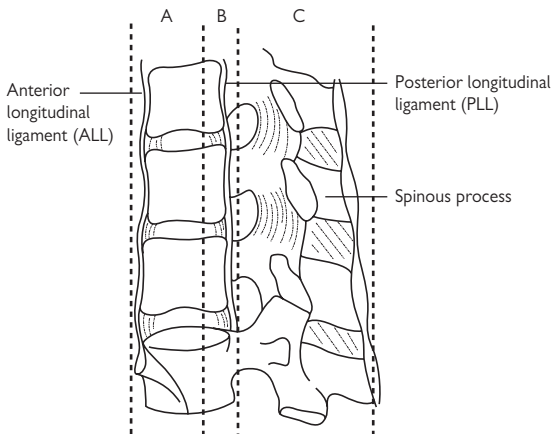 A B C
Anterior
longitudinal
ligament (ALL)
Posterior longitudinal
ligament (PLL)
Spinous process